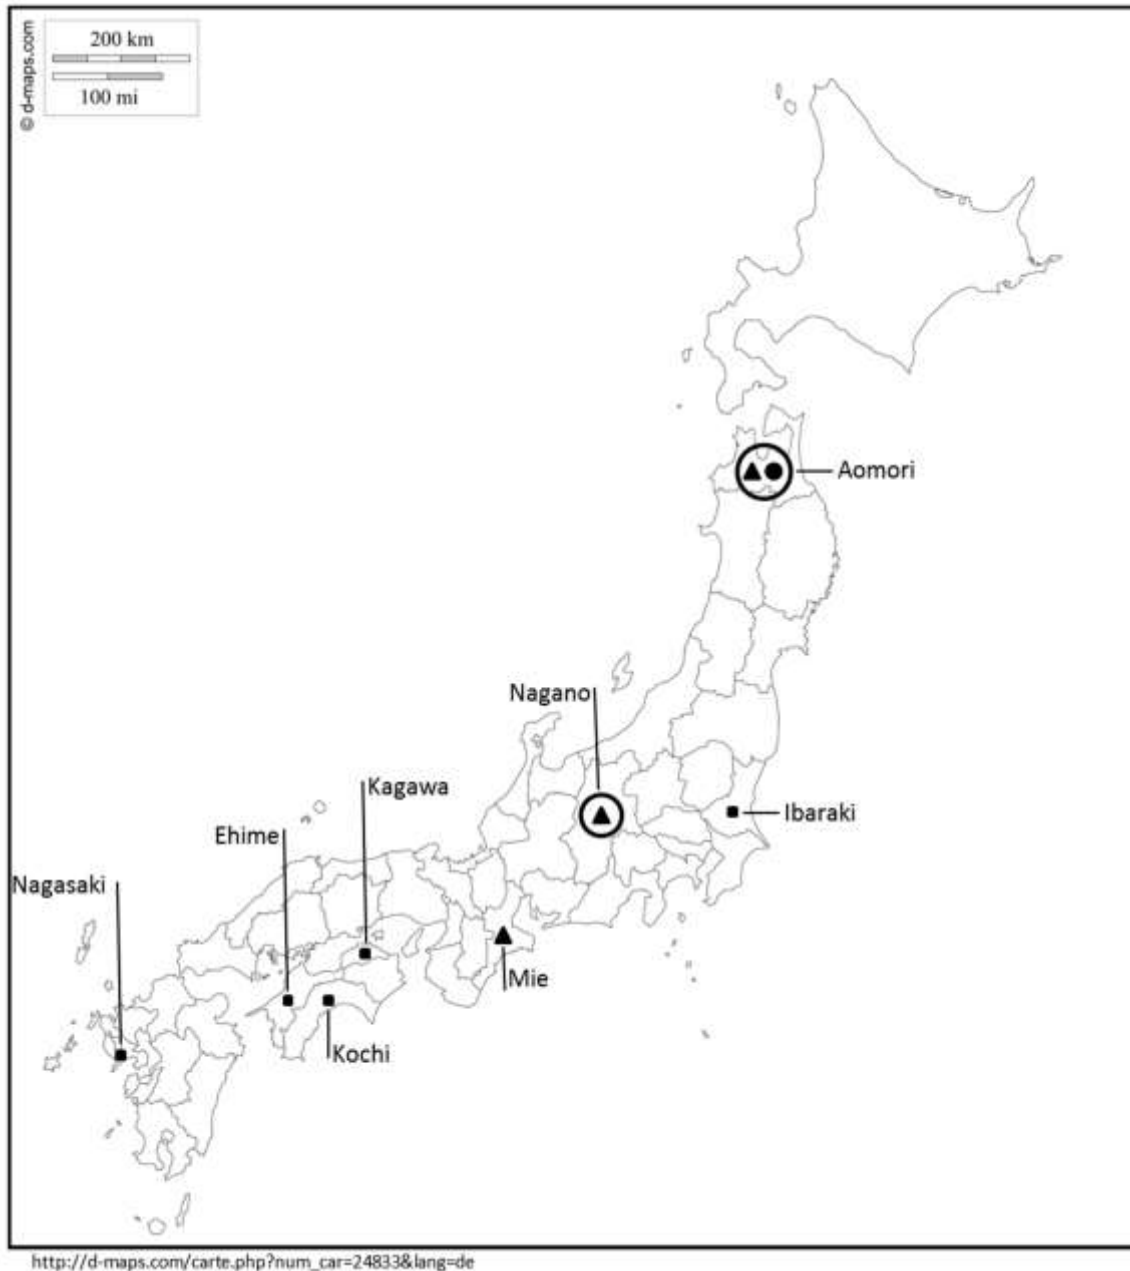 © d-maps.com
200 km
100 mi
Aomori
Nagano
Kagawa
Ibaraki
Ehime
Nagasaki
Mie
Kochi
http://d-maps.com/carte.php?num_car=24833&lang=de